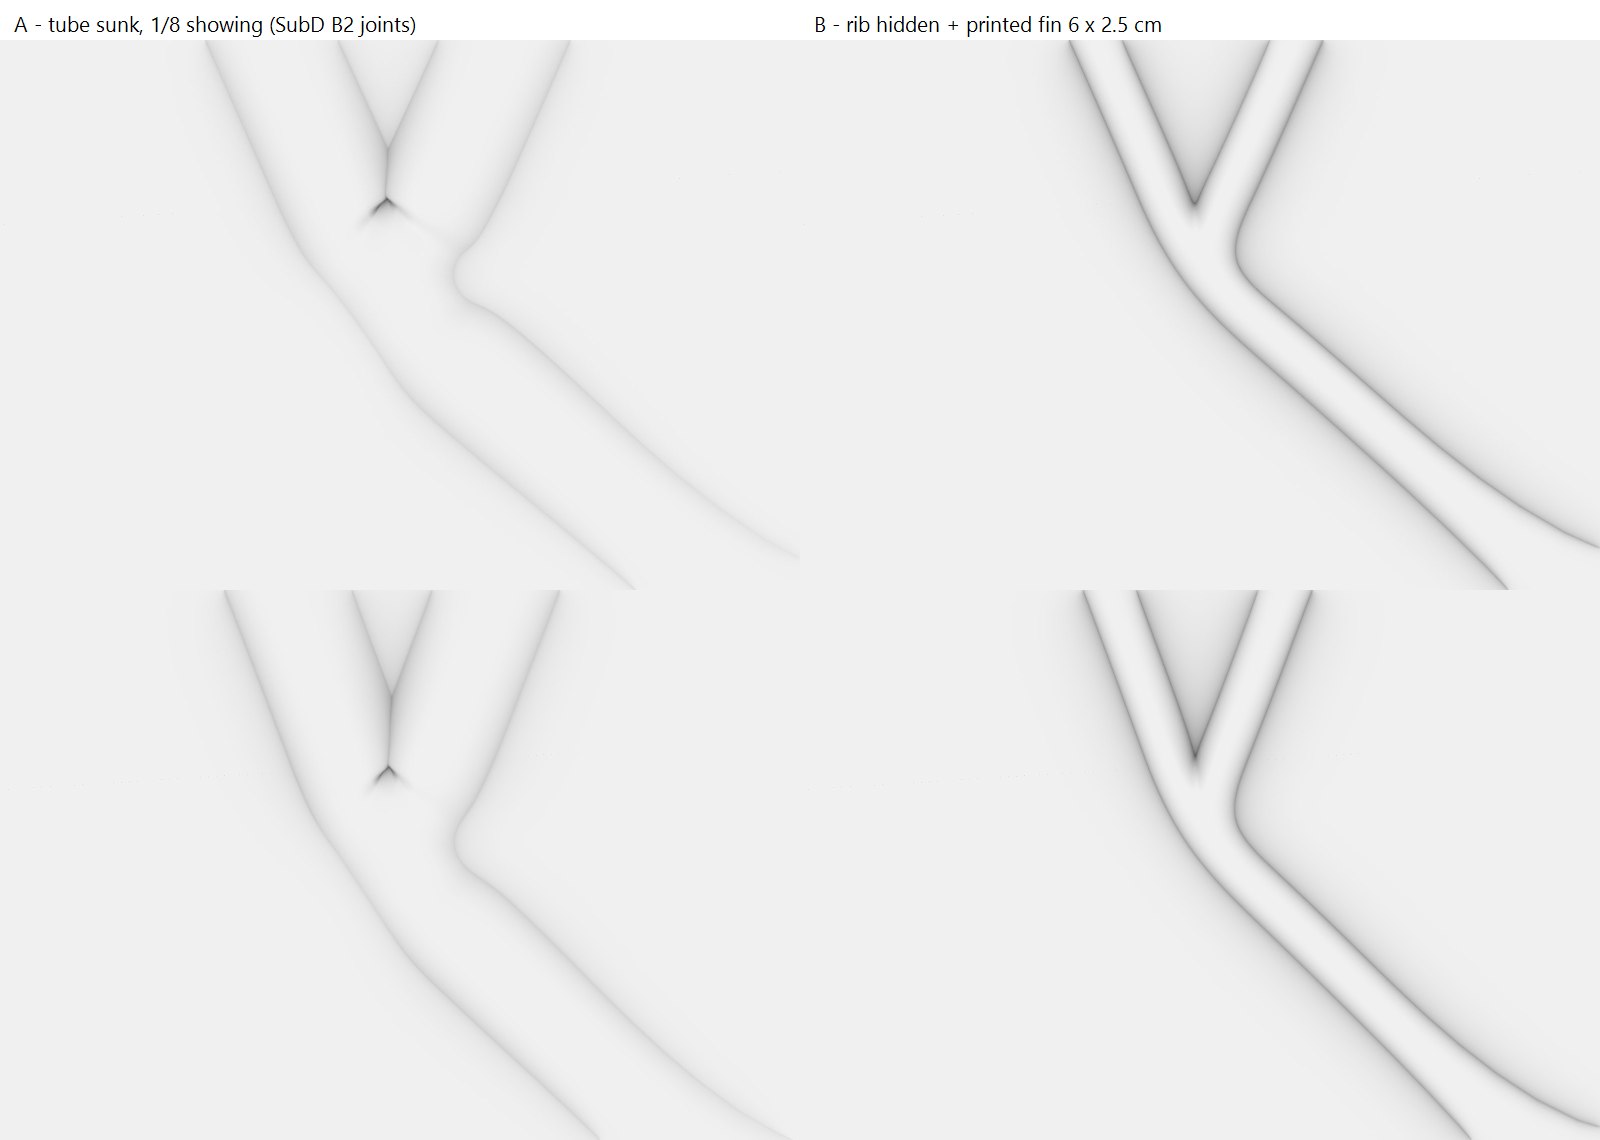 A - tube sunk, 1/8 showing (SubD B2 joints)
B - rib hidden + printed fin 6 x 2.5 cm